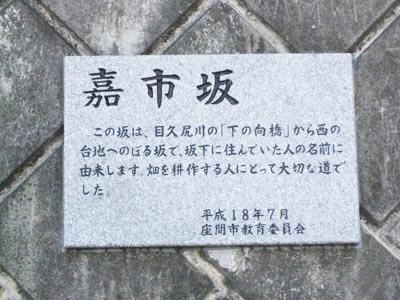 嘉市坂
この坂は、目久尻川の「下の向橋」から西の
台地へのぼる坂で、坂下に住んでいた人の名前に
由来します。畑を耕作する人にとって大切な道で
した。
平成18年7月
座間市教育委員会